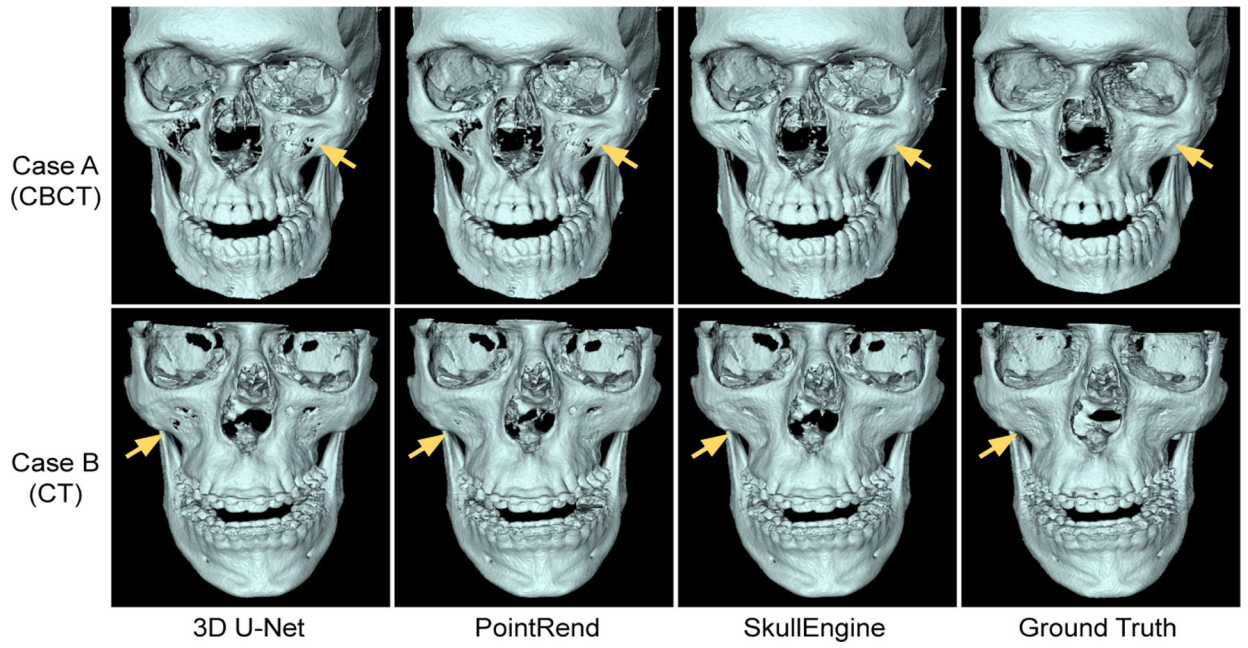 Case A
(CBCT)
Case B
(CT)
3D U-Net
PointRend
SkullEngine
Ground Truth